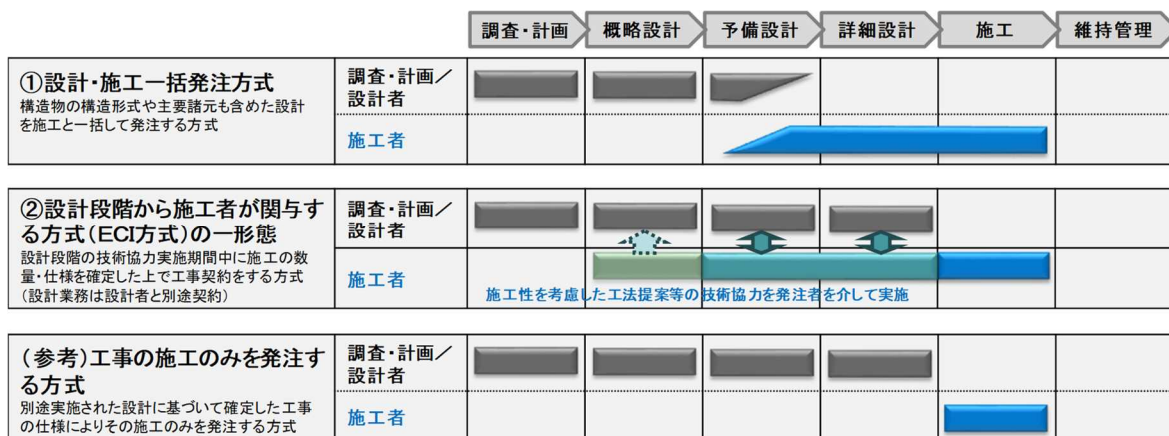 調査・計画
概略設計
予備設計
詳細設計
施工
維持管理
①設計・施工一括発注方式
構造物の構造形式や主要諸元も含めた設計
を施工と一括して発注する方式
調査・計画／
設計者
施工者
②設計段階から施工者が関与す
る方式（ECI方式）の一形態
設計段階の技術協力実施期間中に施工の数
量・仕様を確定した上で工事契約をする方式
（設計業務は設計者と別途契約）
調査・計画／
設計者
施工者
施工性を考慮した工法提案等の技術協力を発注者を介して実施
（参考）工事の施工のみを発注す
る方式
別途実施された設計に基づいて確定した工事
の仕様によりその施工のみを発注する方式
調査・計画／
設計者
施工者